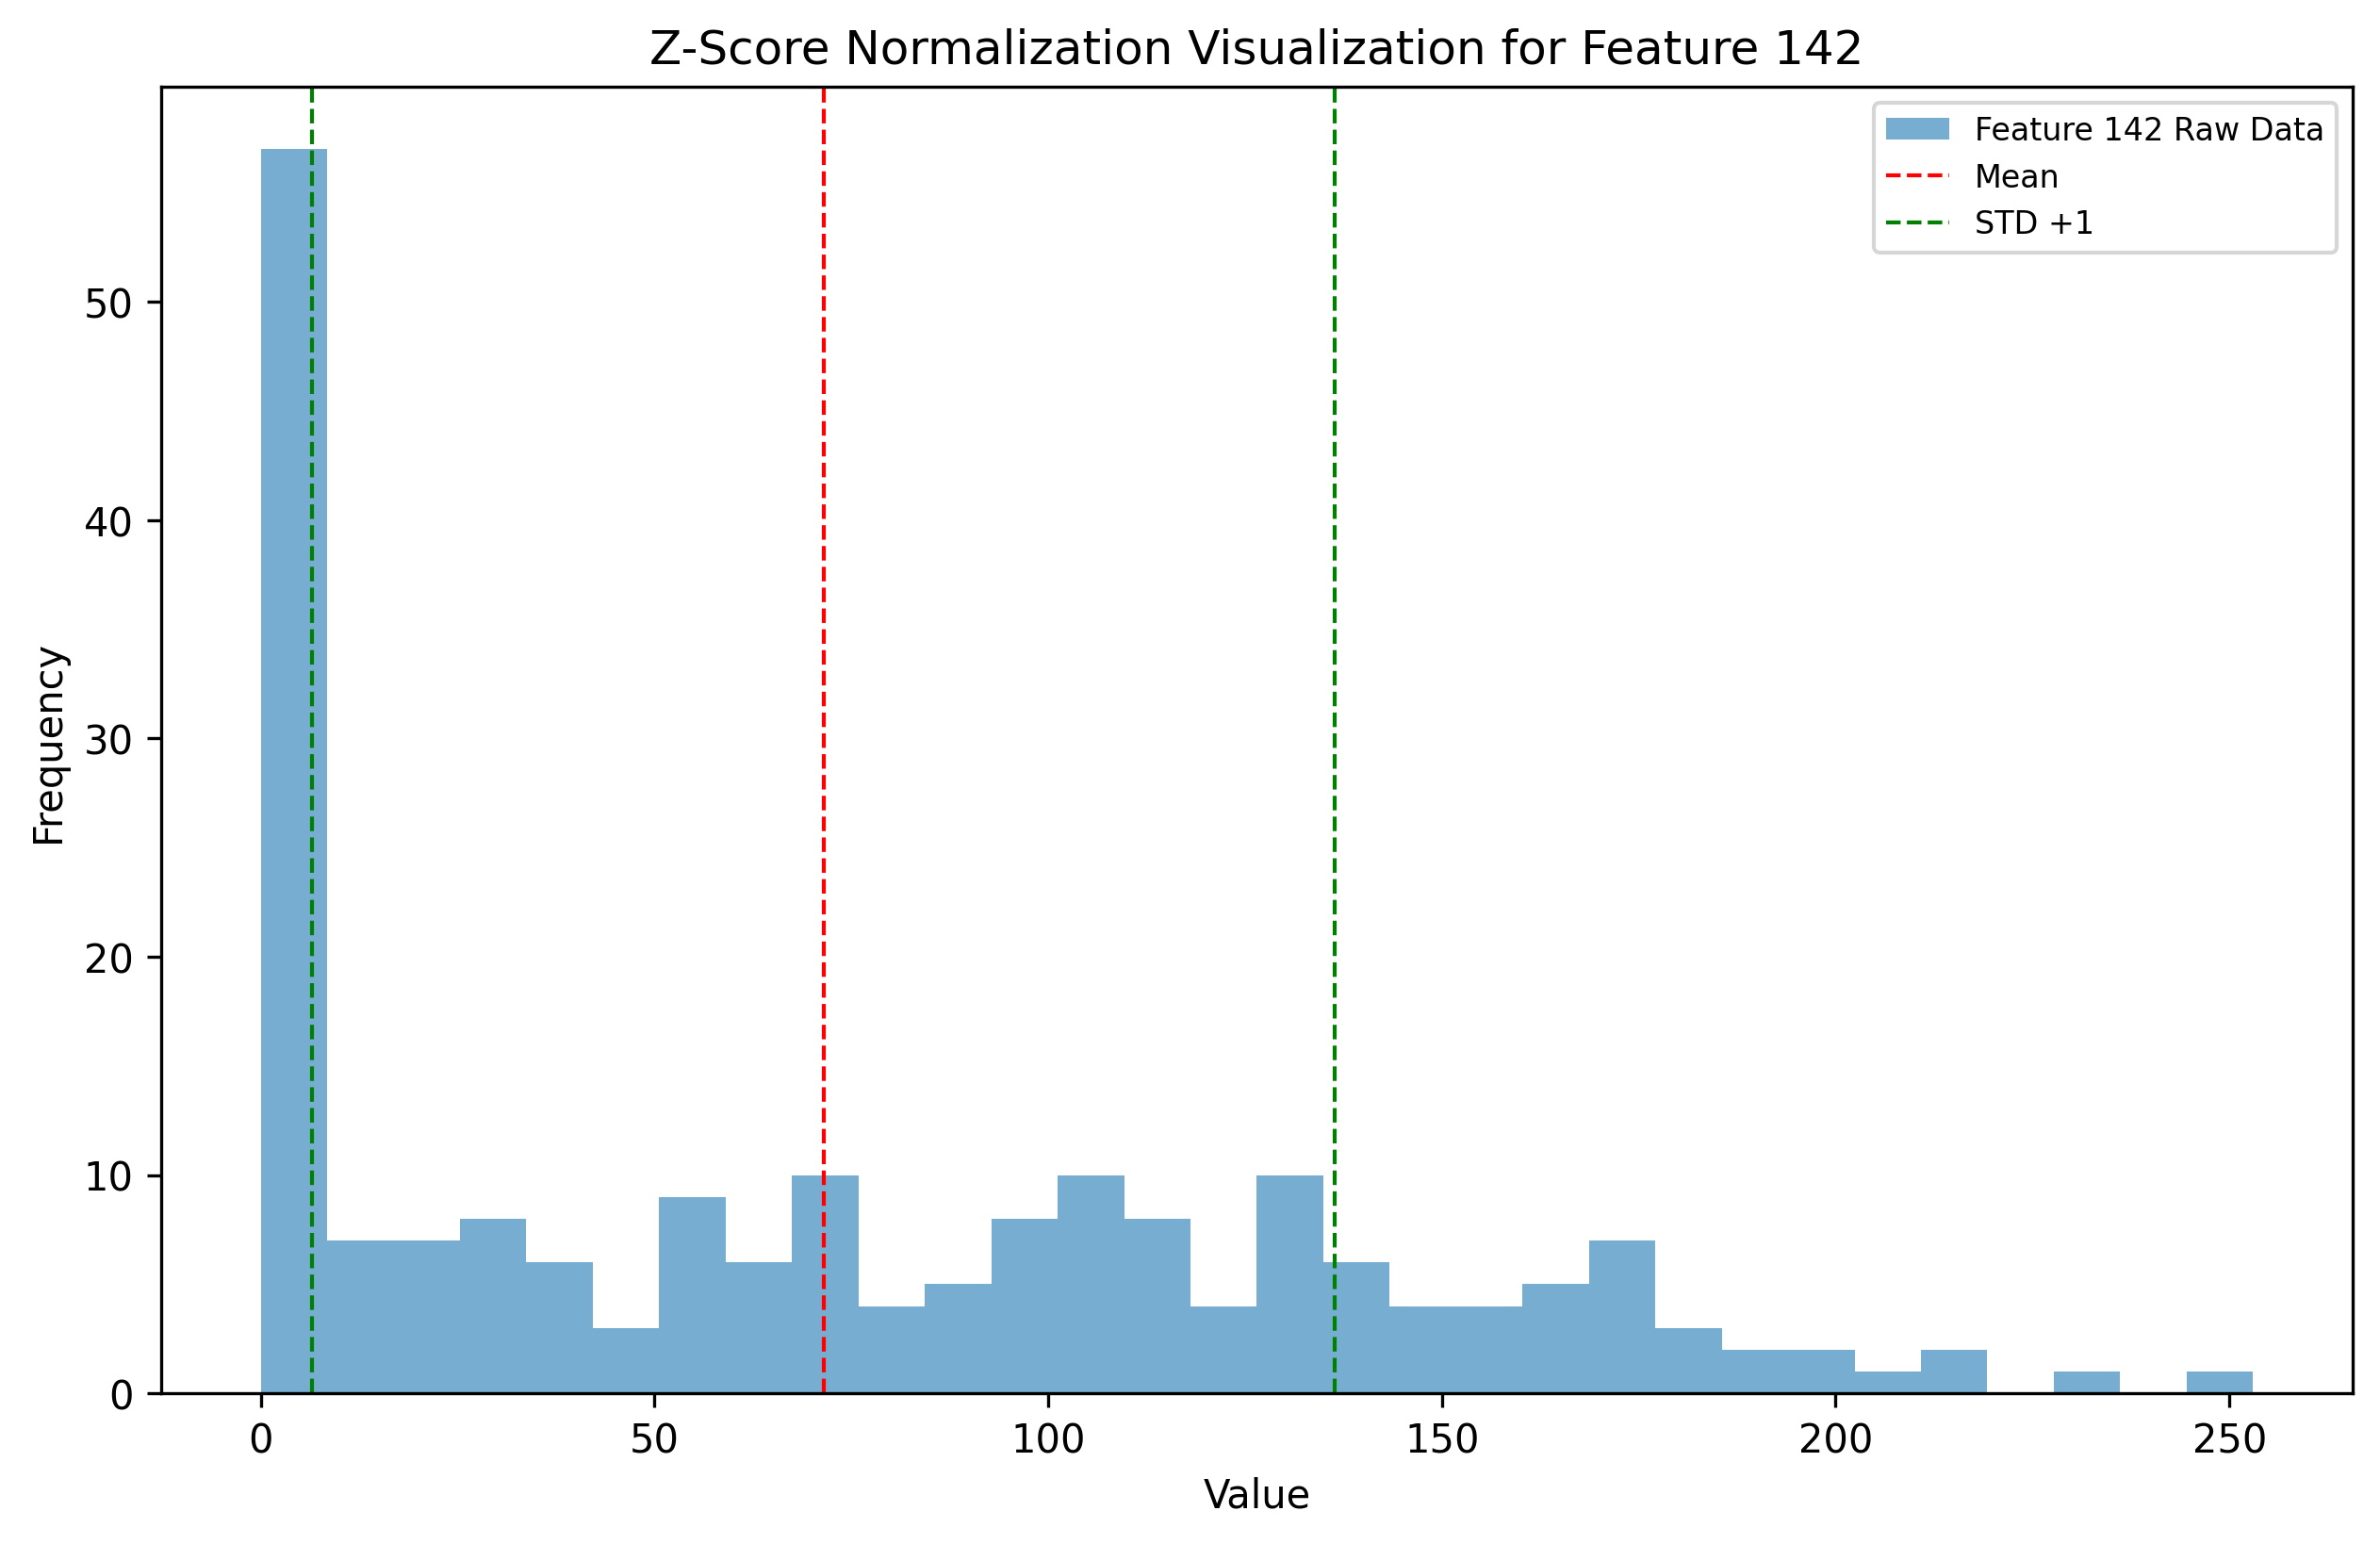 Z-Score Normalization Visualization for Feature 142
Feature 142 Raw Data
Mean
STD +1
50
40
30
20
10
0
Frequency
0 50 100 150 200 250
Value